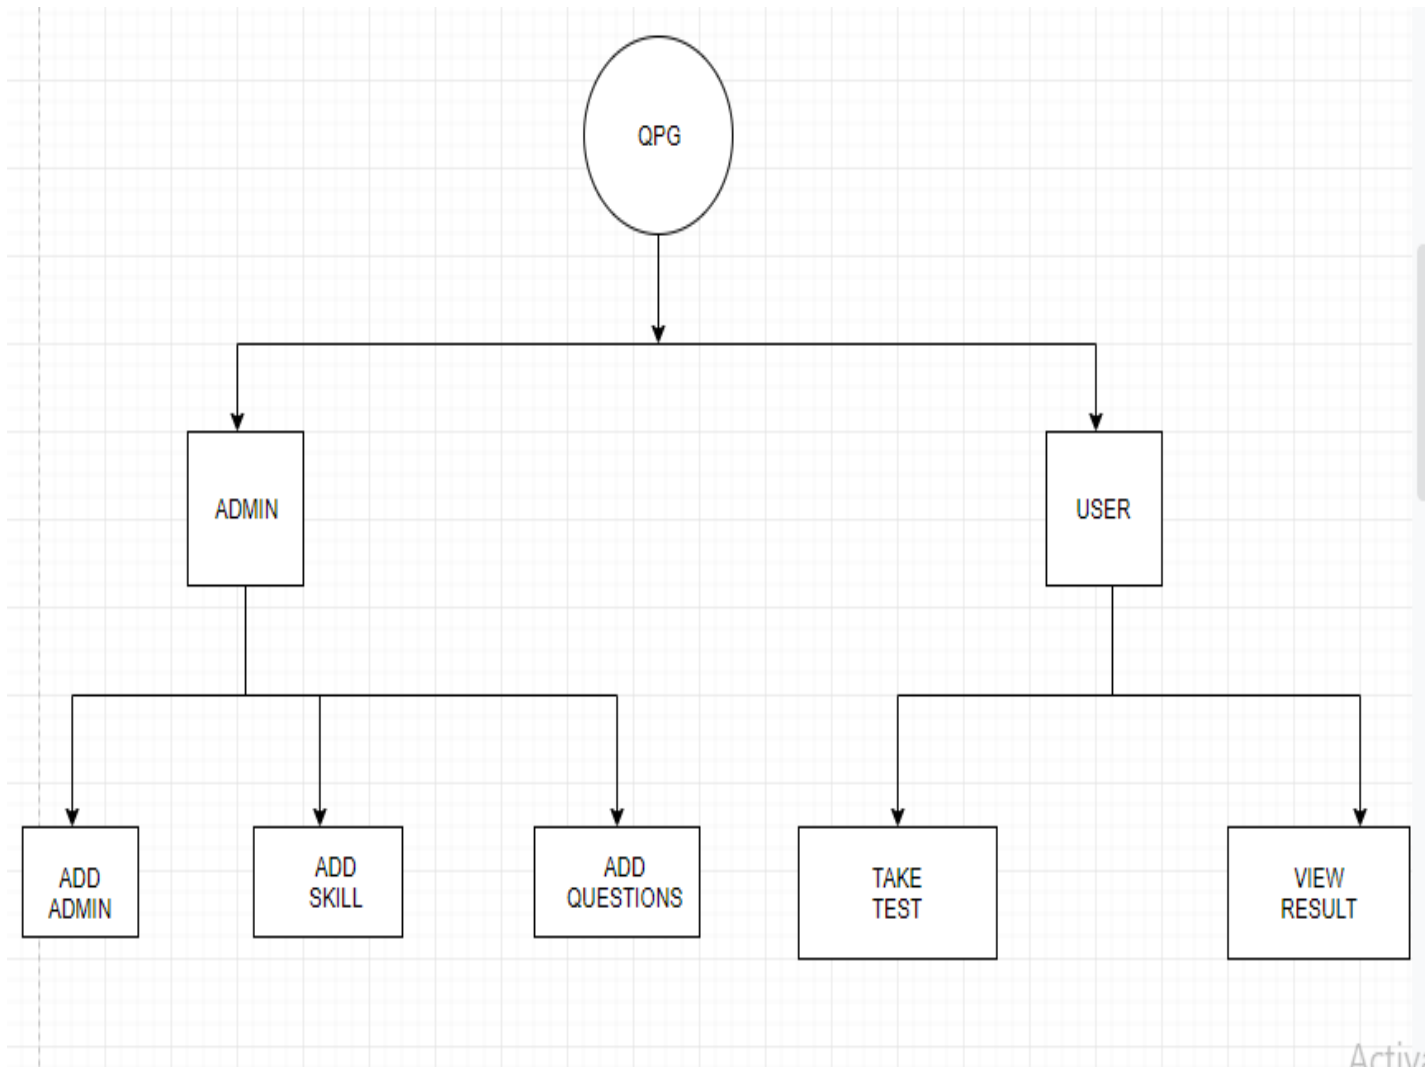 QPG
ADMIN
USER
ADD
ADMIN
ADD
SKILL
ADD
QUESTIONS
TAKE
TEST
VIEW
RESULT